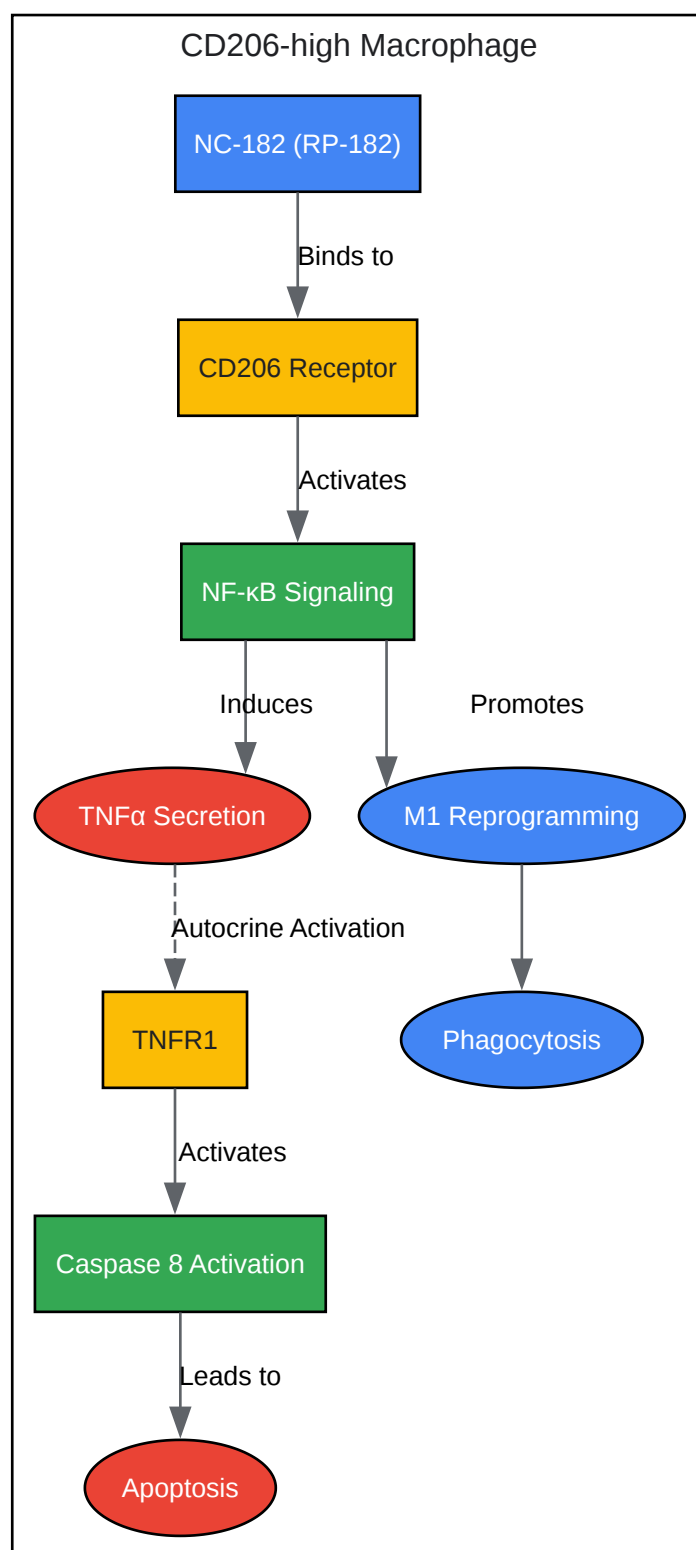 CD206-high Macrophage
NC-182 (RP-182)
Binds to
CD206 Receptor
Activates
NF-κB Signaling
Induces
Promotes
TNFα Secretion
M1 Reprogramming
Autocrine Activation
TNFR1
Phagocytosis
Activates
Caspase 8 Activation
Leads to
Apoptosis